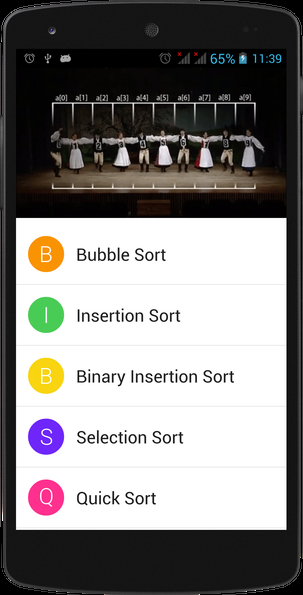 65% 11:39
a[0] a[1] a[2] a[3] a[4] a[5] a[6] a[7] a[8] a[9]
B Bubble Sort
I Insertion Sort
B Binary Insertion Sort
S Selection Sort
Q Quick Sort